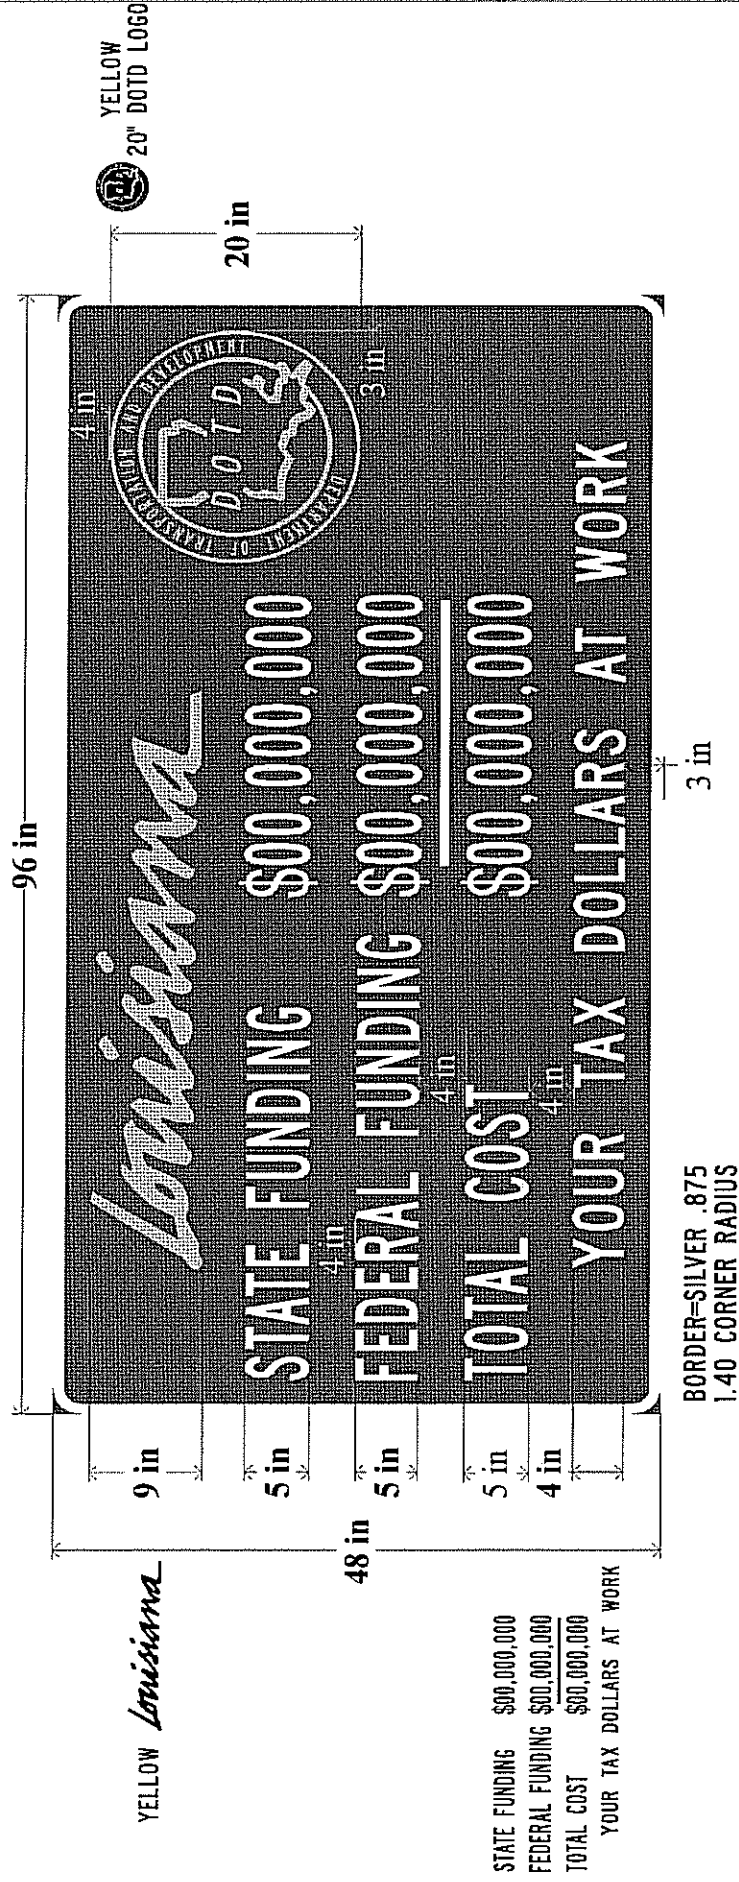 96 in
YELLOW Louisiana
YELLOW
20" DOTD LOGO
9 in
Louisiana
4 in
DEPARTMENT OF TRANSPORTATION AND DEVELOPMENT
DOTD
20 in
3 in
5 in
STATE FUNDING $00,000,000
4 in
5 in
FEDERAL FUNDING $00,000,000
4 in
48 in
5 in
TOTAL COST $00,000,000
4 in
4 in
YOUR TAX DOLLARS AT WORK
3 in
STATE FUNDING $00,000,000
FEDERAL FUNDING $00,000,000
TOTAL COST $00,000,000
YOUR TAX DOLLARS AT WORK
BORDER=SILVER .875
1.40 CORNER RADIUS